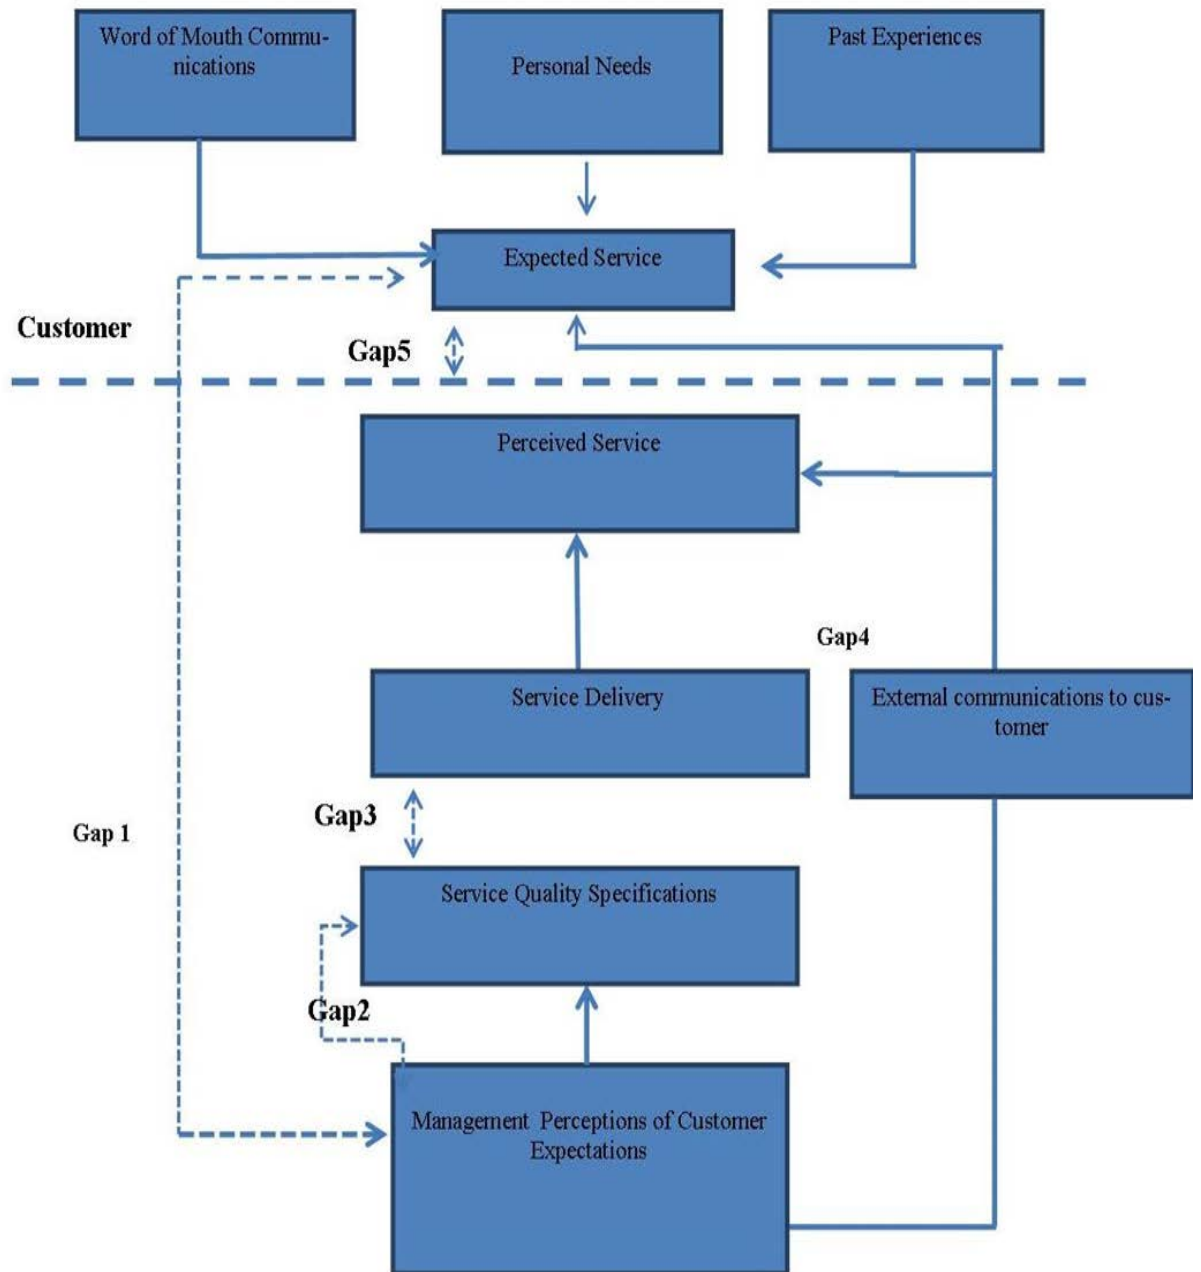 Word of Mouth Commu-
nications
Personal Needs
Past Experiences
Expected Service
Customer
Gap5
Perceived Service
Gap4
Service Delivery
External communications to cus-
tomer
Gap3
Gap 1
Service Quality Specifications
Gap2
Management Perceptions of Customer
Expectations